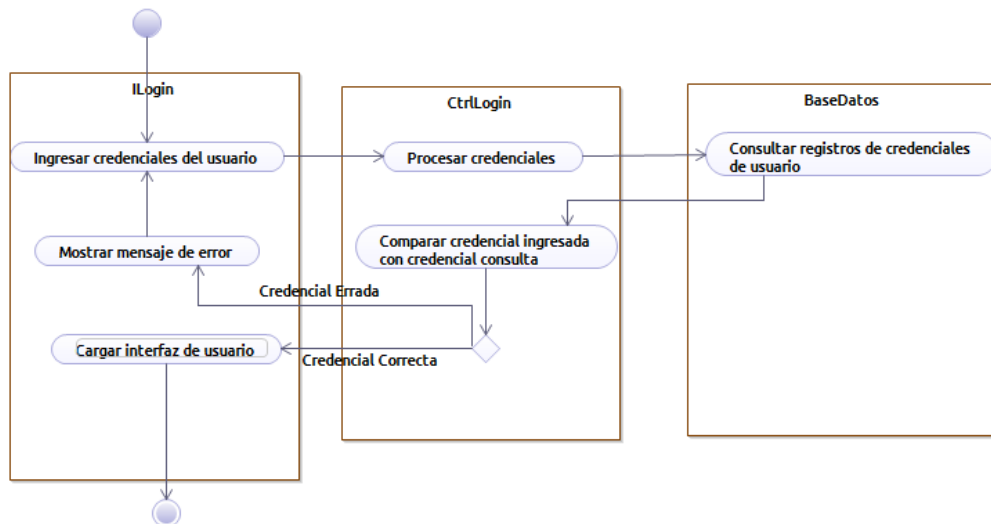 ILogin
CtrlLogin
BaseDatos
Ingresar credenciales del usuario
Procesar credenciales
Consultar registros de credenciales
de usuario
Mostrar mensaje de error
Comparar credencial ingresada
con credencial consulta
Credencial Errada
Cargar interfaz de usuario
Credencial Correcta